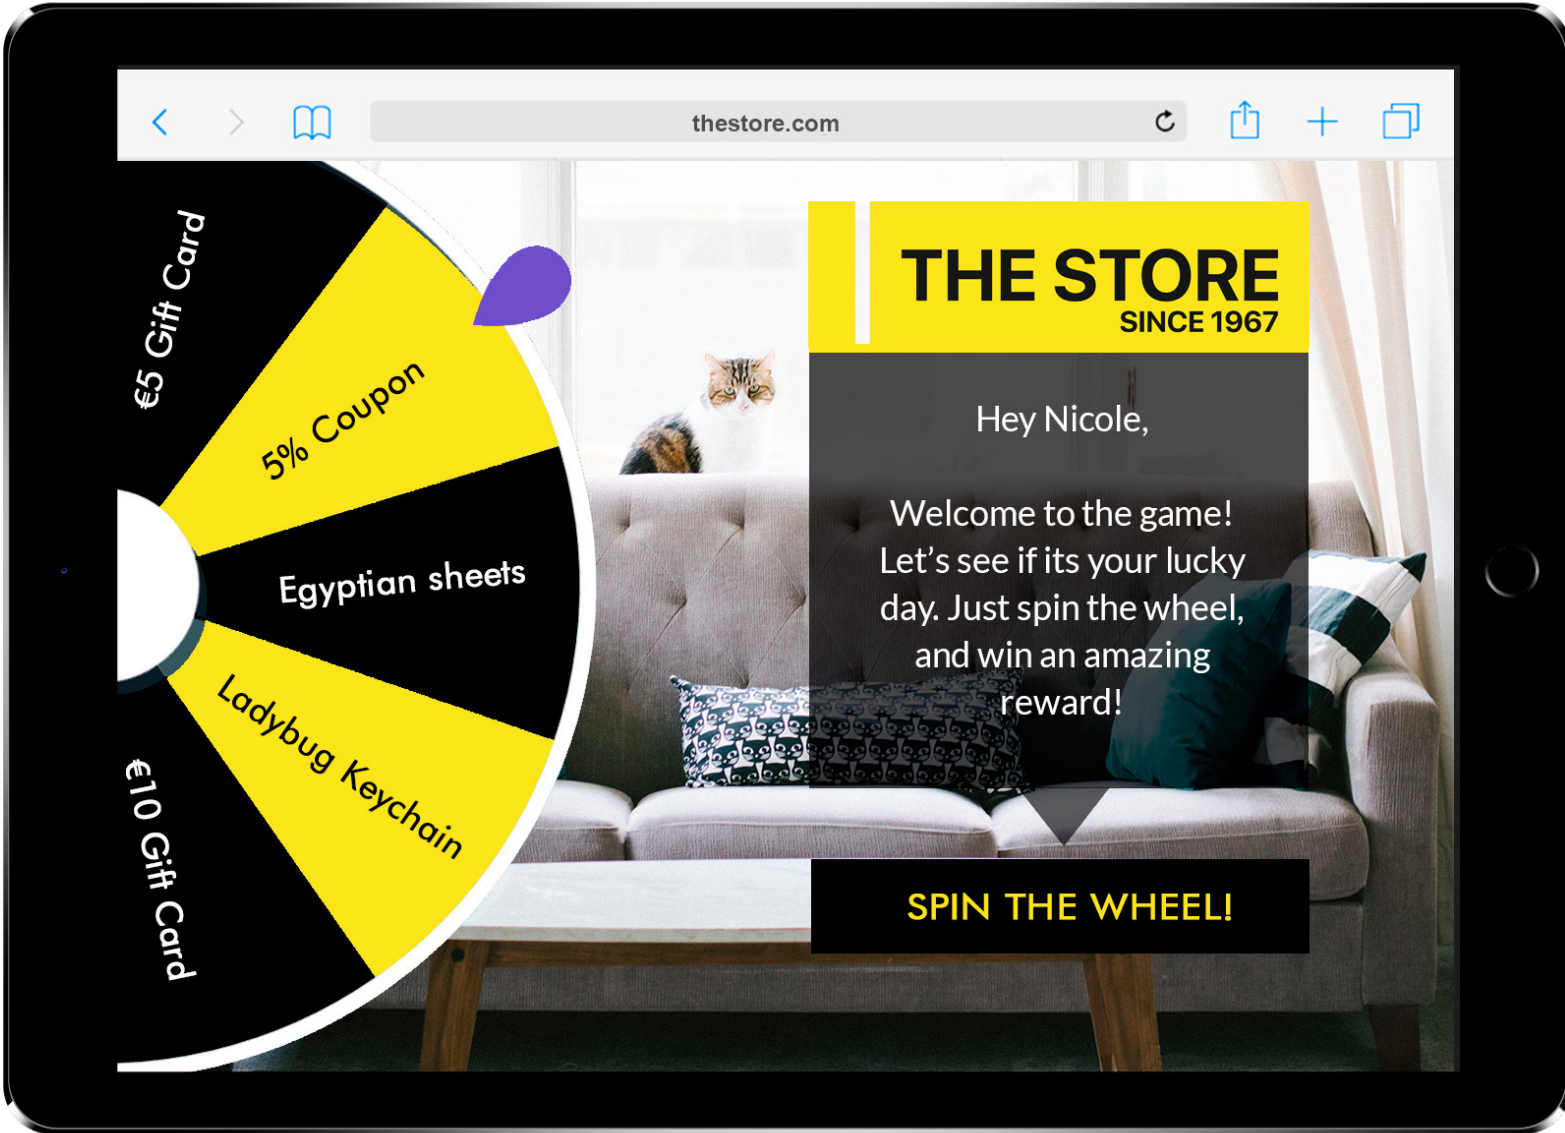 thestore.com
€5 Gift Card
5% Coupon
Egyptian sheets
Ladybug Keychain
€10 Gift Card
THE STORE
SINCE 1967
Hey Nicole,
Welcome to the game!
Let’s see if its your lucky
day. Just spin the wheel,
and win an amazing
reward!
SPIN THE WHEEL!